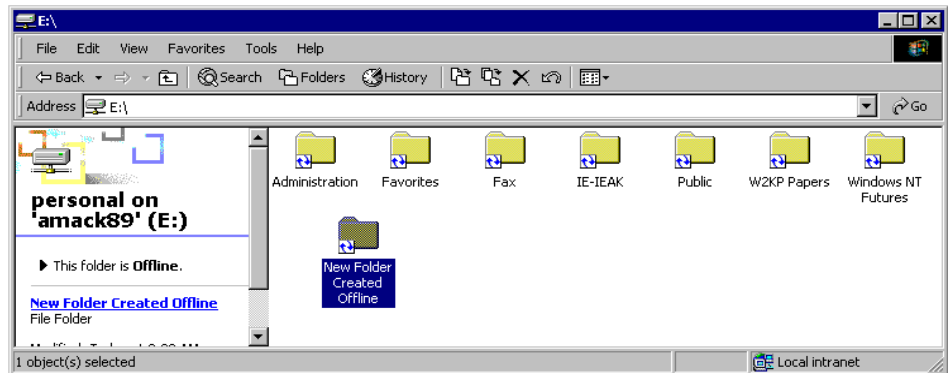 E:\
File Edit View Favorites Tools Help
Back Search Folders History
Address E:\ Go
personal on
'amack89' (E:)
This folder is Offline.
New Folder Created Offline
File Folder
Administration Favorites Fax IE-IEAK Public W2KP Papers Windows NT
Futures
New Folder
Created
Offline
1 object(s) selected Local intranet